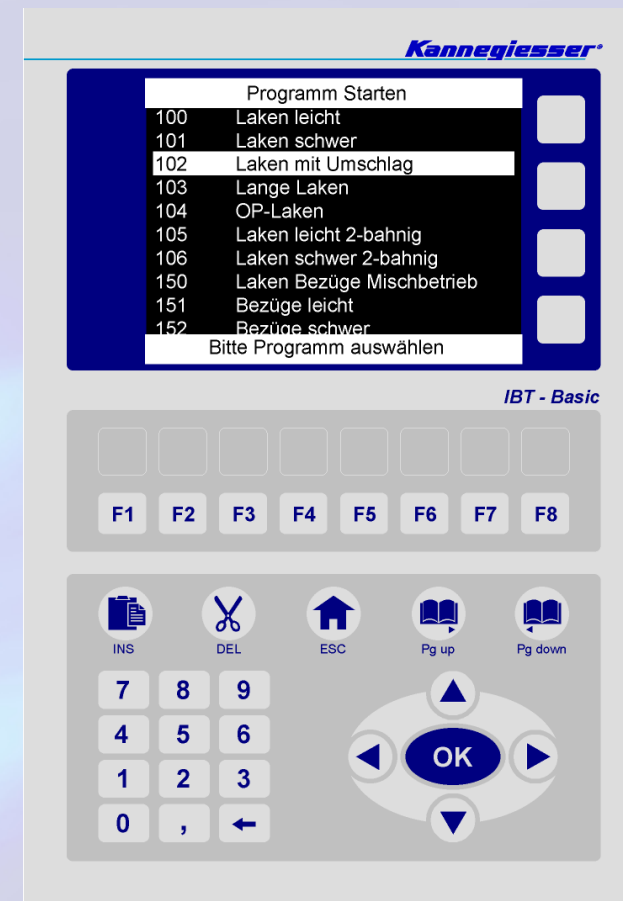 Kannegiesser®
Programm Starten
100 Laken leicht
101 Laken schwer
102 Laken mit Umschlag
103 Lange Laken
104 OP-Laken
105 Laken leicht 2-bahnig
106 Laken schwer 2-bahnig
150 Laken Bezüge Mischbetrieb
151 Bezüge leicht
152 Bezüge schwer
Bitte Programm auswählen
IBT - Basic
F1 F2 F3 F4 F5 F6 F7 F8
INS DEL ESC Pg up Pg down
7 8 9
4 5 6
1 2 3
0 ,
OK